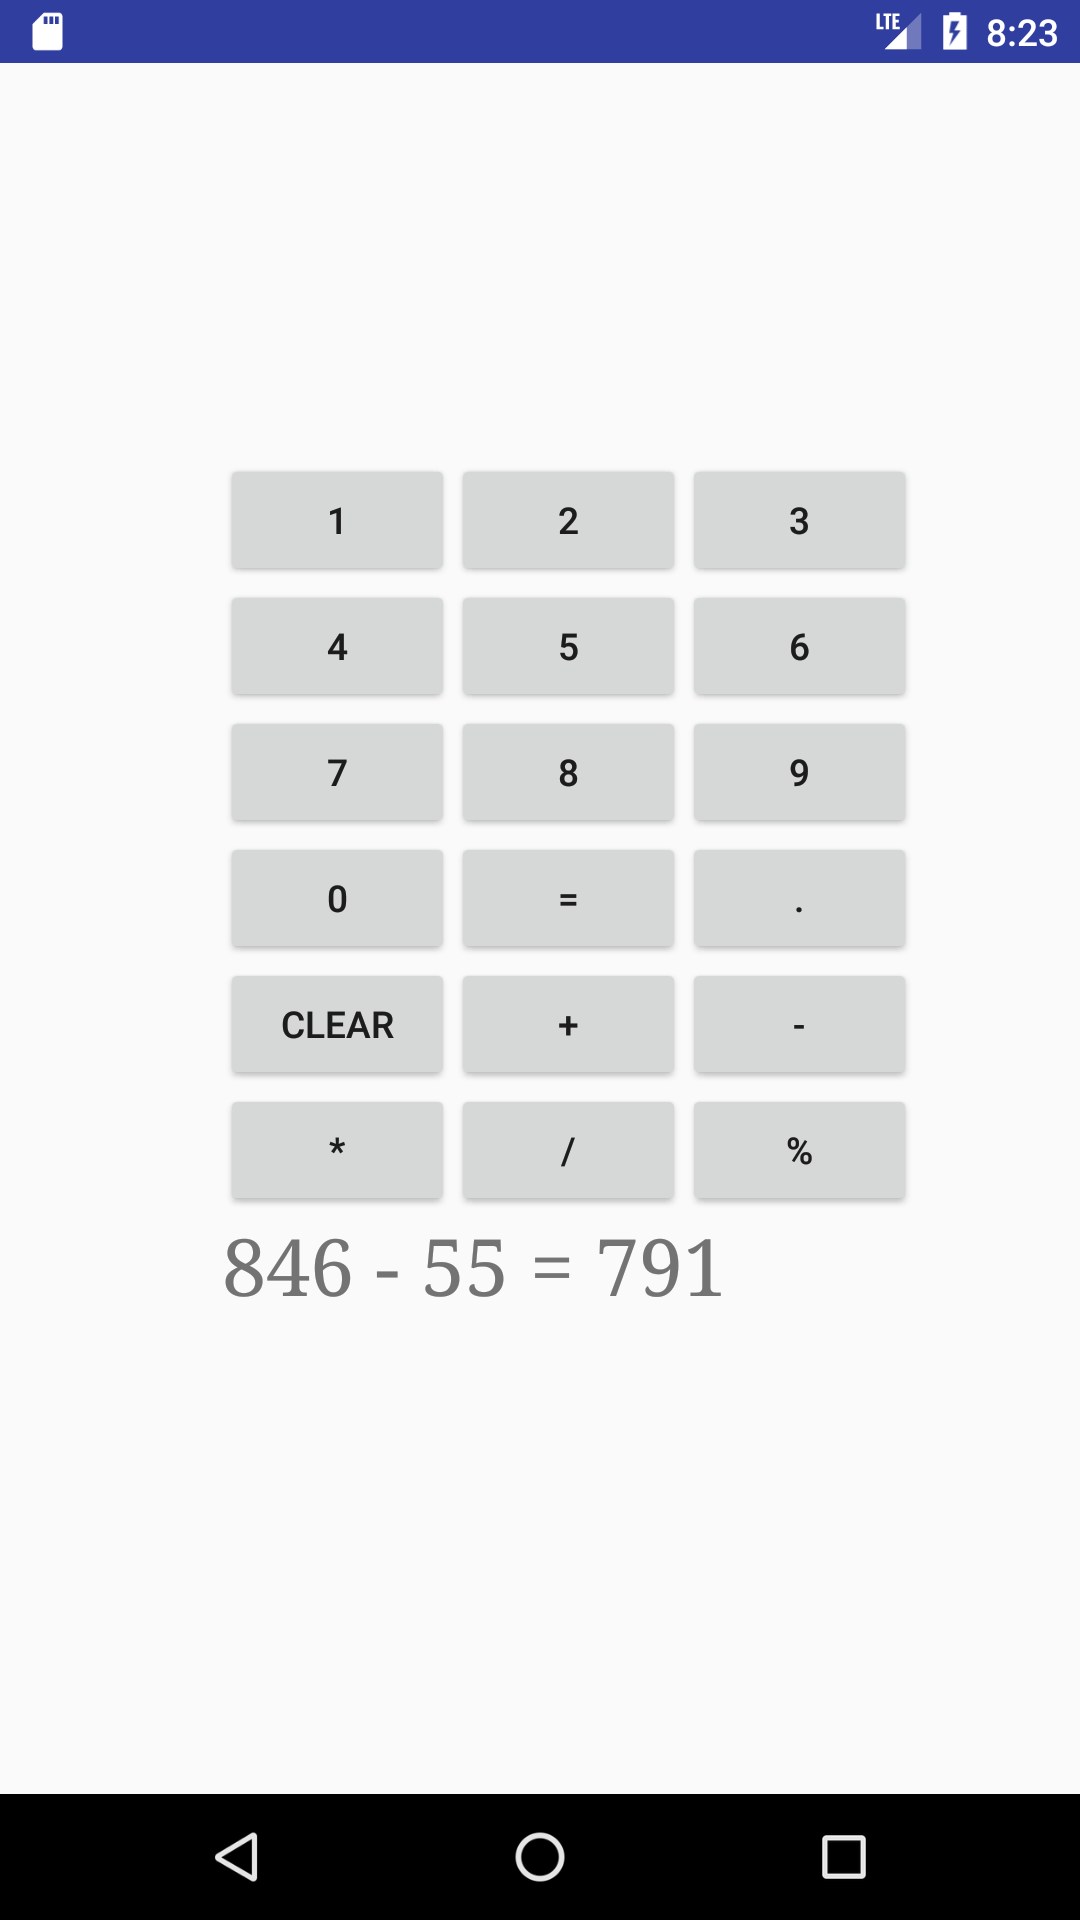 LTE 8:23
1 2 3
4 5 6
7 8 9
0 = .
CLEAR + -
* / %
846 - 55 = 791